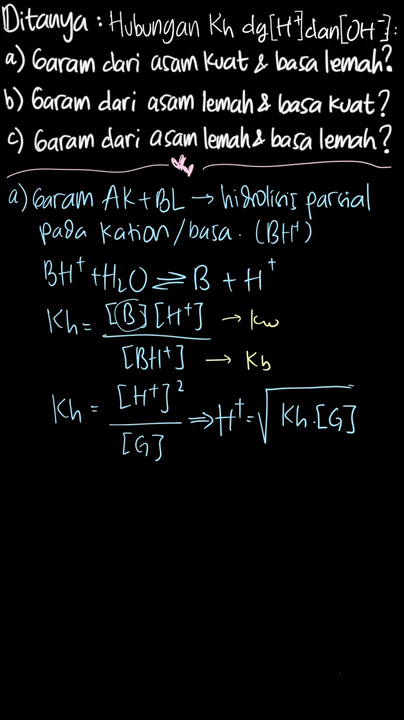 Ditanya : Hubungan Kh dg [H⁺] dan [OH⁻] :
a) Garam dari asam kuat & basa lemah?
b) Garam dari asam lemah & basa kuat?
c) Garam dari asam lemah & basa lemah?
a) Garam AK + BL → hidrolisis parsial
pada kation/basa. (BH⁺)
BH⁺ + H₂O ⇌ B + H⁺
Kh = [B] [H⁺] → Kw
[BH⁺] → Kb
Kh = [H⁺]² / [G] ⇒ H⁺ = √Kh.[G]